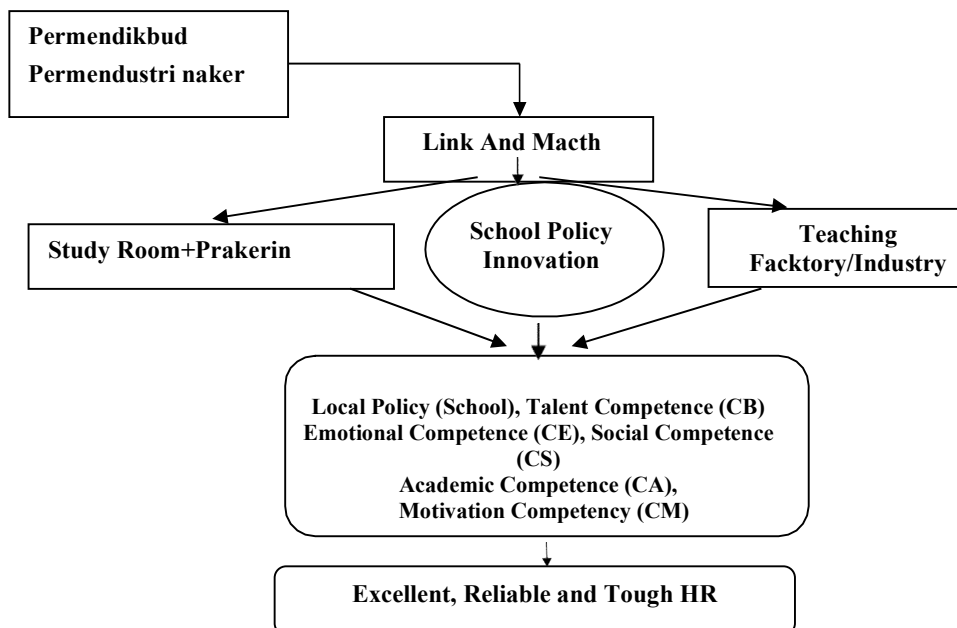 Permendikbud
Permendustri naker
Link And Macth
Study Room+Prakerin
School Policy
Innovation
Teaching
Facktory/Industry
Local Policy (School), Talent Competence (CB)
Emotional Competence (CE), Social Competence
(CS)
Academic Competence (CA),
Motivation Competency (CM)
Excellent, Reliable and Tough HR